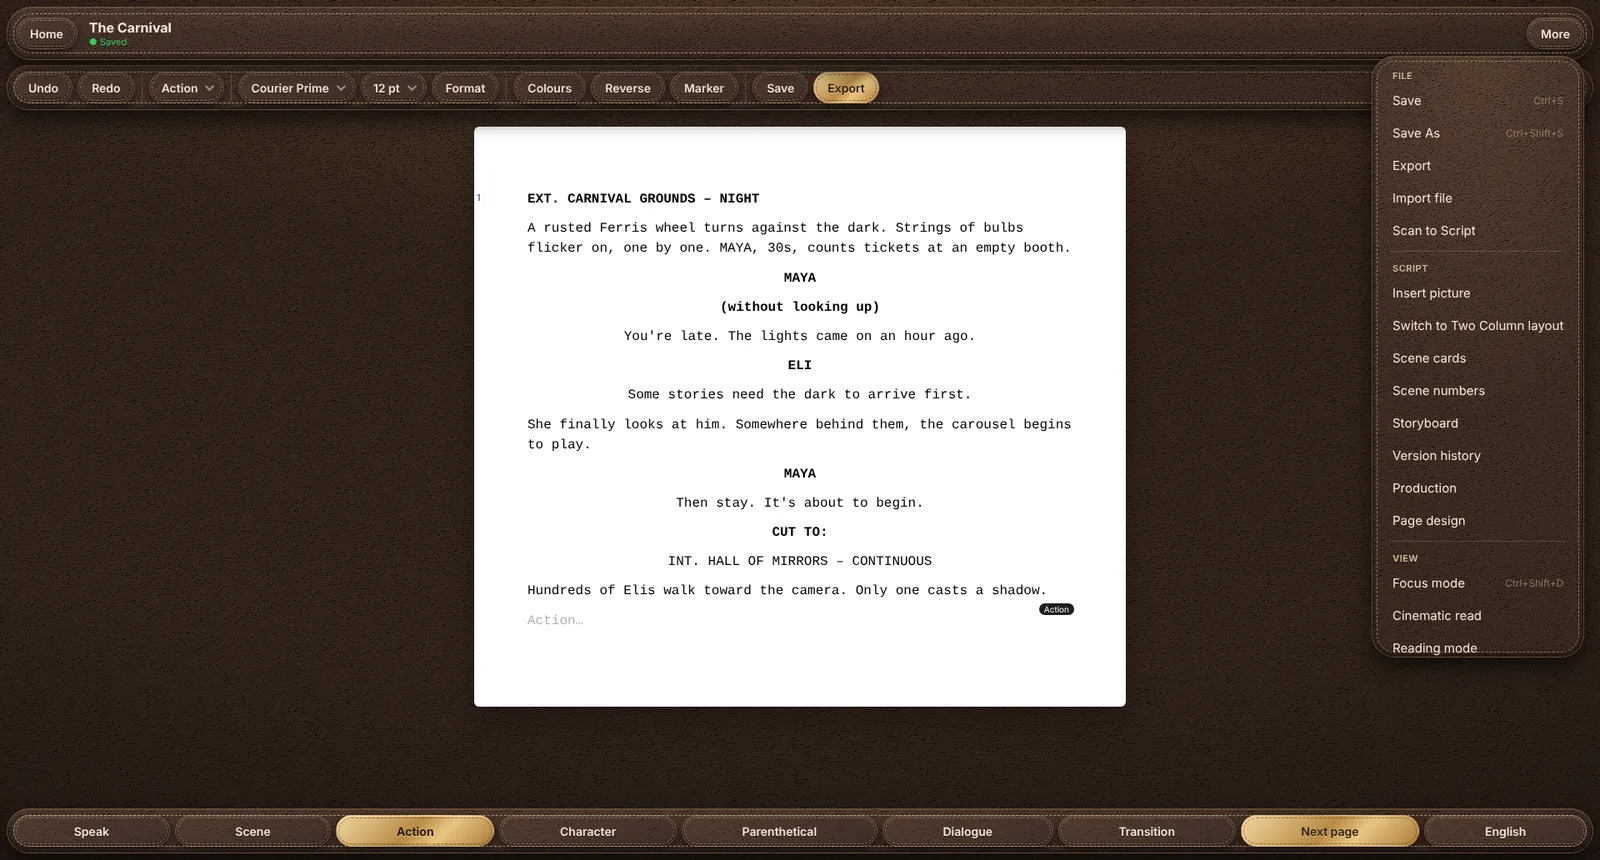 Home
The Carnival
Saved
More
Undo
Redo
Action
Courier Prime
12 pt
Format
Colours
Reverse
Marker
Save
Export
1
EXT. CARNIVAL GROUNDS – NIGHT
A rusted Ferris wheel turns against the dark. Strings of bulbs
flicker on, one by one. MAYA, 30s, counts tickets at an empty booth.
MAYA
(without looking up)
You're late. The lights came on an hour ago.
ELI
Some stories need the dark to arrive first.
She finally looks at him. Somewhere behind them, the carousel begins
to play.
MAYA
Then stay. It's about to begin.
CUT TO:
INT. HALL OF MIRRORS – CONTINUOUS
Hundreds of Elis walk toward the camera. Only one casts a shadow.
Action
Action…
FILE
Save Ctrl+S
Save As Ctrl+Shift+S
Export
Import file
Scan to Script
SCRIPT
Insert picture
Switch to Two Column layout
Scene cards
Scene numbers
Storyboard
Version history
Production
Page design
VIEW
Focus mode Ctrl+Shift+D
Cinematic read
Reading mode
Speak
Scene
Action
Character
Parenthetical
Dialogue
Transition
Next page
English